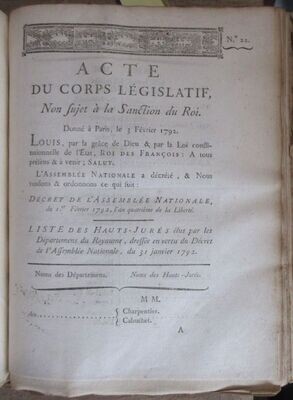 N.º 22.
ACTE
DU CORPS LÉGISLATIF,
Non sujet à la Sanction du Roi.
Donné à Paris, le 3 Février 1792.
LOUIS, par la grâce de Dieu & par la Loi consti-
tutionnelle de l'État, ROI DES FRANÇOIS: A tous
présens & à venir; SALUT.
L'ASSEMBLÉE NATIONALE a décrété, & Nous
voulons & ordonnons ce qui suit:
DÉCRET DE L'ASSEMBLÉE NATIONALE,
du 1.er Février 1792, l'an quatrième de la Liberté.
LISTE DES HAUTS-JURÉS élus par les
Départemens du Royaume, dressée en vertu du Décret
de l'Assemblée Nationale, du 31 janvier 1792.
Noms des Départemens. Noms des Hauts-Jurés.
MM.
Charpentier.
A